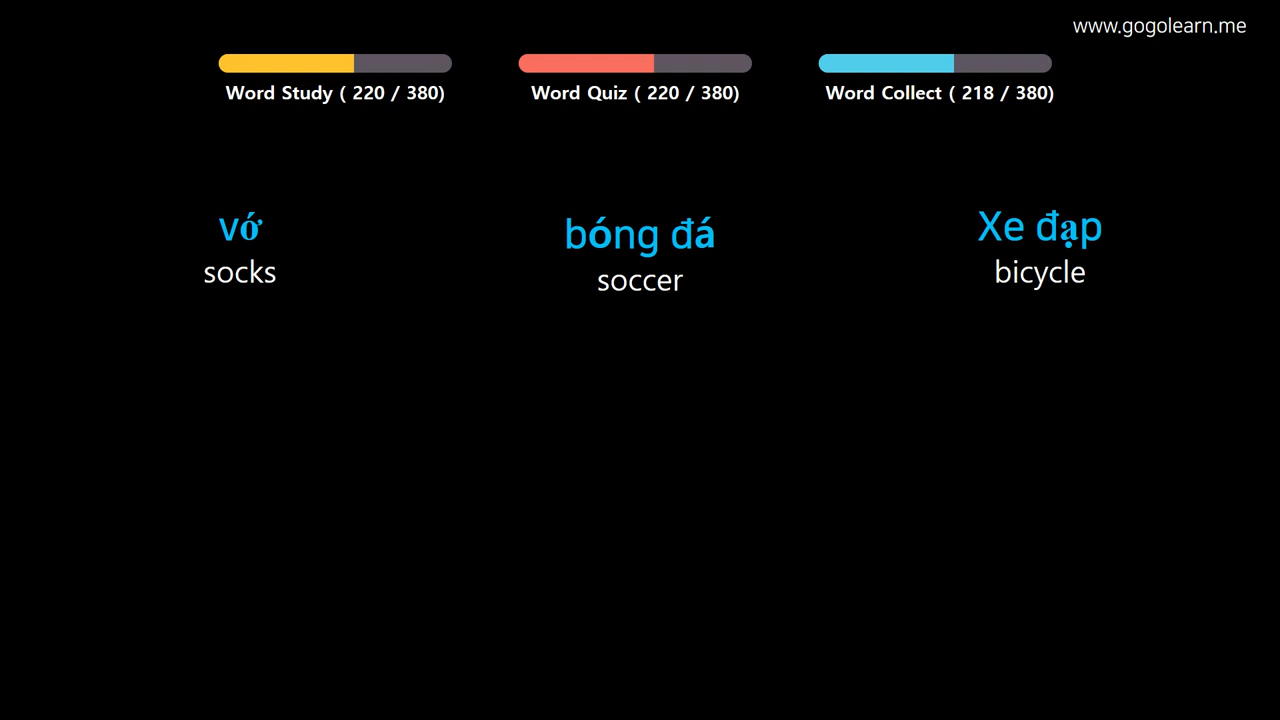 www.gogolearn.me
Word Study ( 220 / 380)
Word Quiz ( 220 / 380)
Word Collect ( 218 / 380)
vớ
socks
bóng đá
soccer
Xe đạp
bicycle